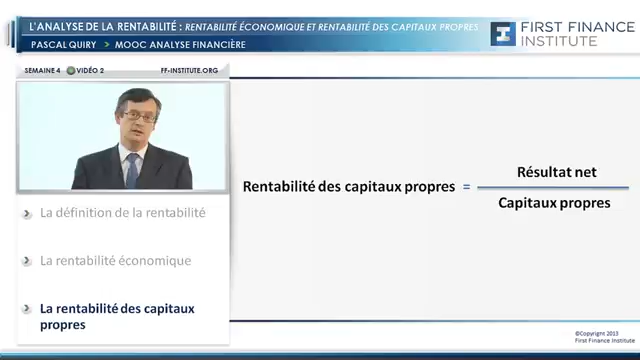 L'ANALYSE DE LA RENTABILITÉ : RENTABILITÉ ÉCONOMIQUE ET RENTABILITÉ DES CAPITAUX PROPRES
PASCAL QUIRY > MOOC ANALYSE FINANCIÈRE
FIRST FINANCE
INSTITUTE
SEMAINE 4 VIDÉO 2 FF-INSTITUTE.ORG
La définition de la rentabilité
La rentabilité économique
La rentabilité des capitaux
propres
Résultat net
Rentabilité des capitaux propres =
Capitaux propres
©Copyright 2013
First Finance Institute